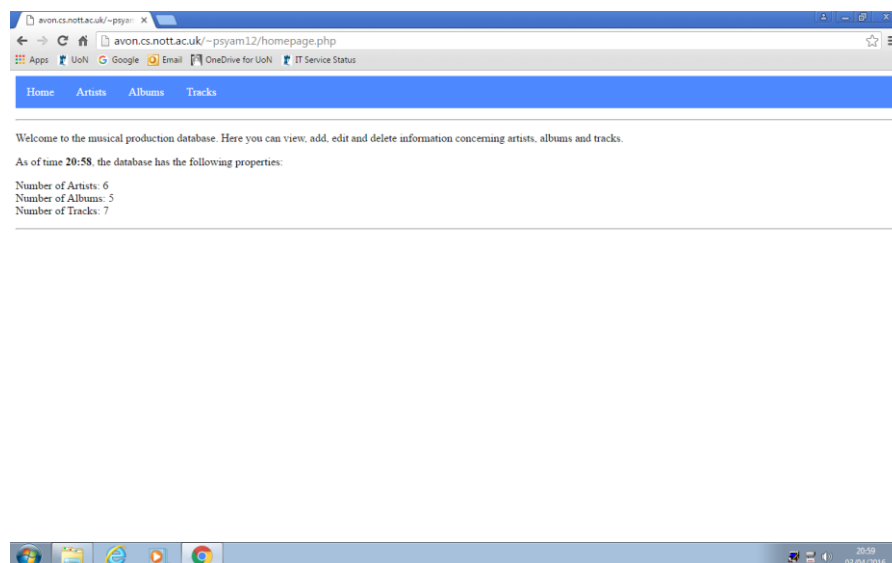 avon.cs.nott.ac.uk/~psyam
avon.cs.nott.ac.uk/~psyam12/homepage.php
Apps UoN Google Email OneDrive for UoN IT Service Status
Home Artists Albums Tracks
Welcome to the musical production database. Here you can view, add, edit and delete information concerning artists, albums and tracks.
As of time 20:58, the database has the following properties:
Number of Artists: 6
Number of Albums: 5
Number of Tracks: 7
20:59
03/04/2016